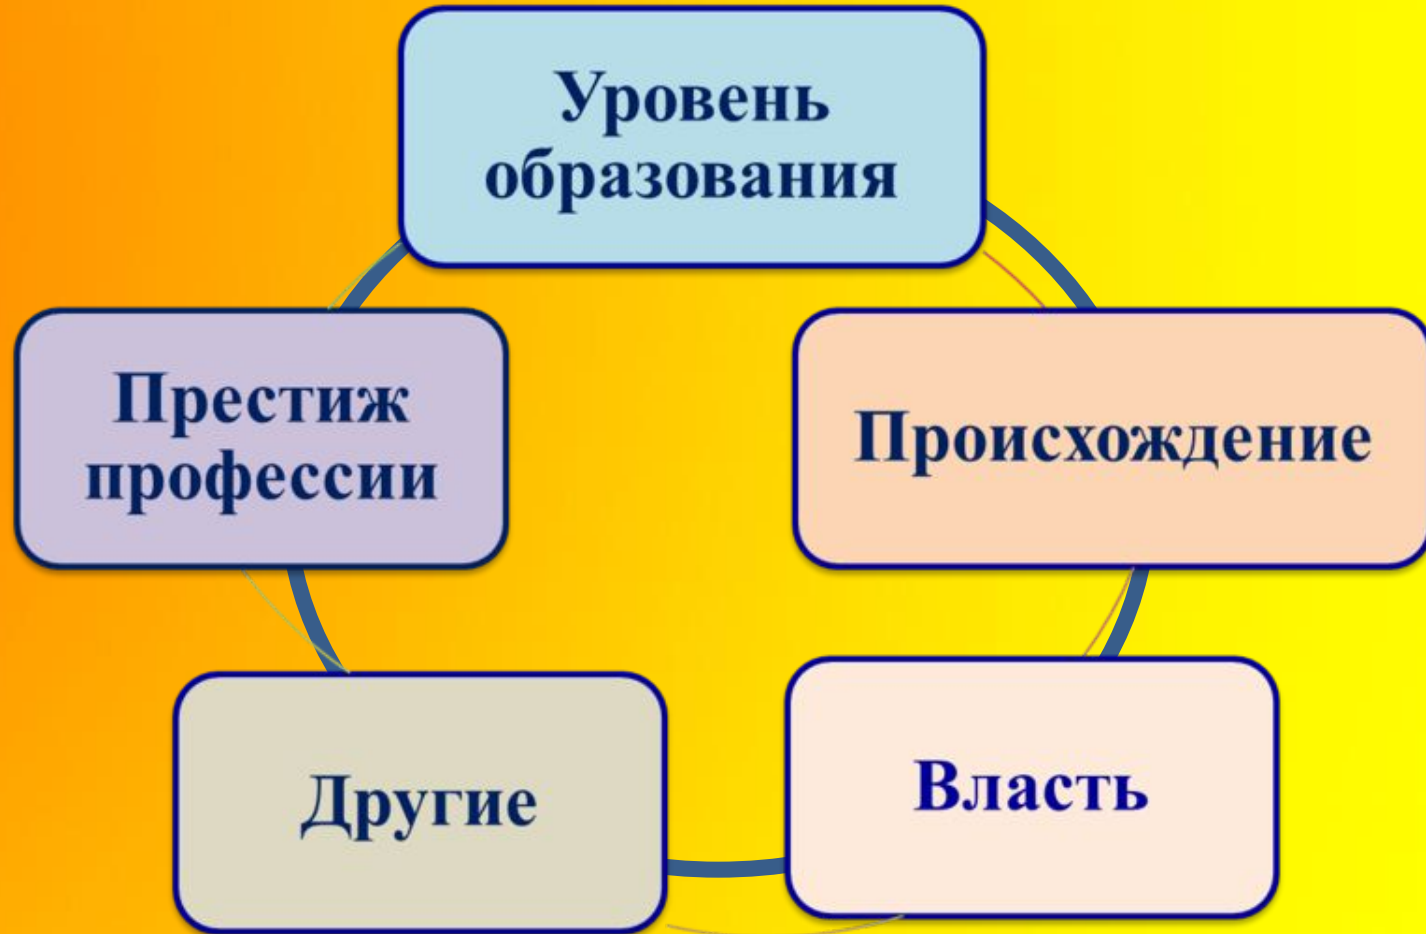 Уровень
образования
Престиж
профессии
Происхождение
Другие
Власть